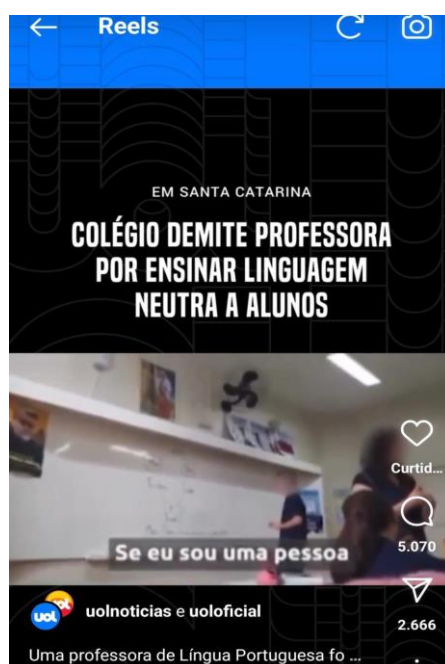 Reels
EM SANTA CATARINA
COLÉGIO DEMITE PROFESSORA
POR ENSINAR LINGUAGEM
NEUTRA A ALUNOS
Curtid...
Se eu sou uma pessoa
5.070
uol
uolnoticias e uoloficial
2.666
Uma professora de Língua Portuguesa fo ...